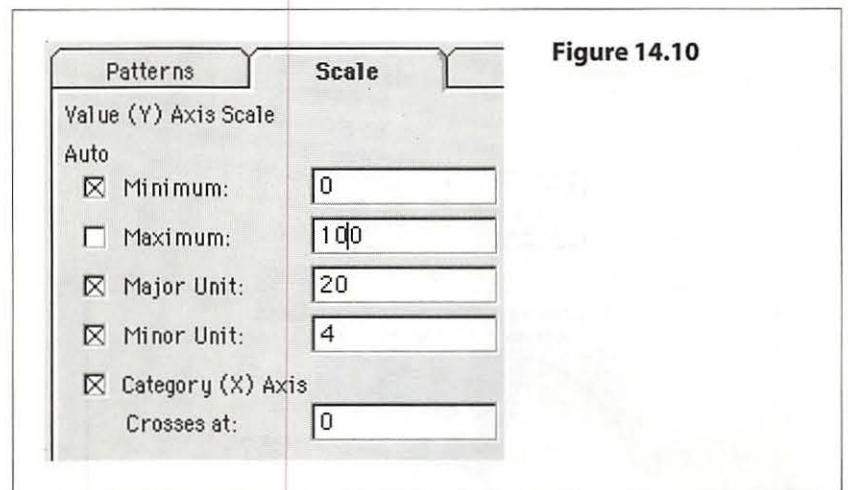 Figure 14.10
Patterns Scale
Value (Y) Axis Scale
Auto
Minimum: 0
Maximum: 100
Major Unit: 20
Minor Unit: 4
Category (X) Axis
Crosses at: 0